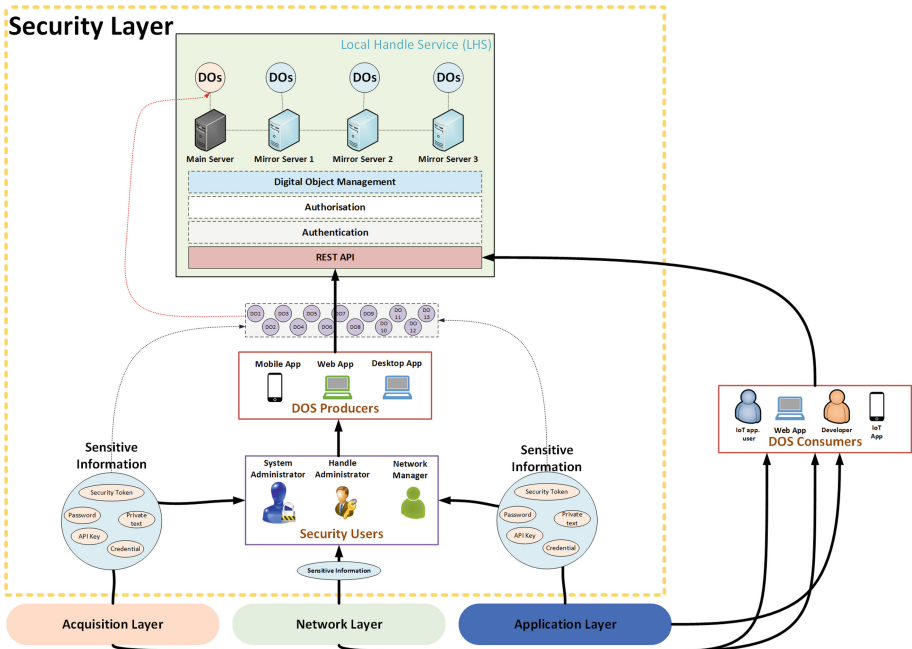 Security Layer
Local Handle Service (LHS)
DOs
DOs
DOs
DOs
Main Server
Mirror Server 1
Mirror Server 2
Mirror Server 3
Digital Object Management
Authorisation
Authentication
REST API
DO1
DO3
DO5
DO7
DO9
DO
11
DO
13
DO2
DO4
DO6
DO8
DO
10
DO
12
Mobile App
Web App
Desktop App
DOS Producers
IoT app.
user
Web App
Developer
IoT
App
DOS Consumers
Sensitive
Information
Security Token
Password
Private
text
API Key
Credential
System
Administrator
Handle
Administrator
Network
Manager
Security Users
Sensitive Information
Sensitive
Information
Security Token
Password
Private
text
API Key
Credential
Acquisition Layer
Network Layer
Application Layer